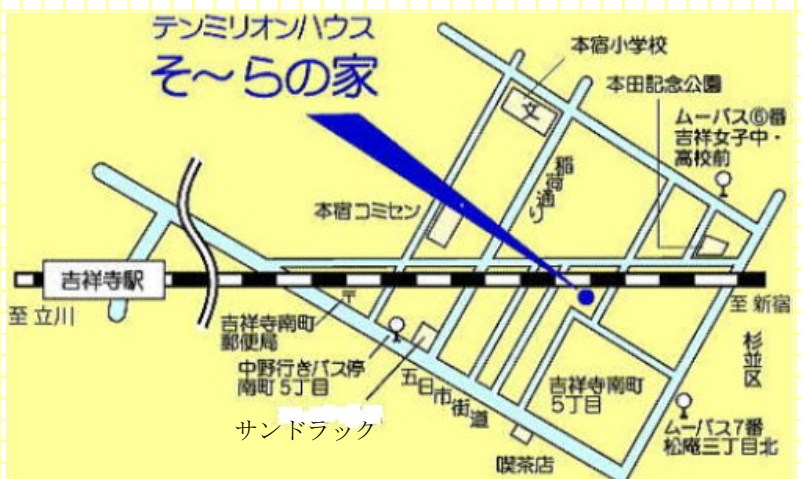 テンミリオンハウス
そ～らの家
本宿小学校
本田記念公園
ムーバス⑥番
吉祥女子中・
高校前
稲荷通り
本宿コミセン
吉祥寺駅
至 立川
至 新宿
吉祥寺南町
郵便局
中野行きバス停
南町5丁目
サンドラック
五日市街道
吉祥寺南町
5丁目
杉並区
ムーバス7番
松庵三丁目北
喫茶店